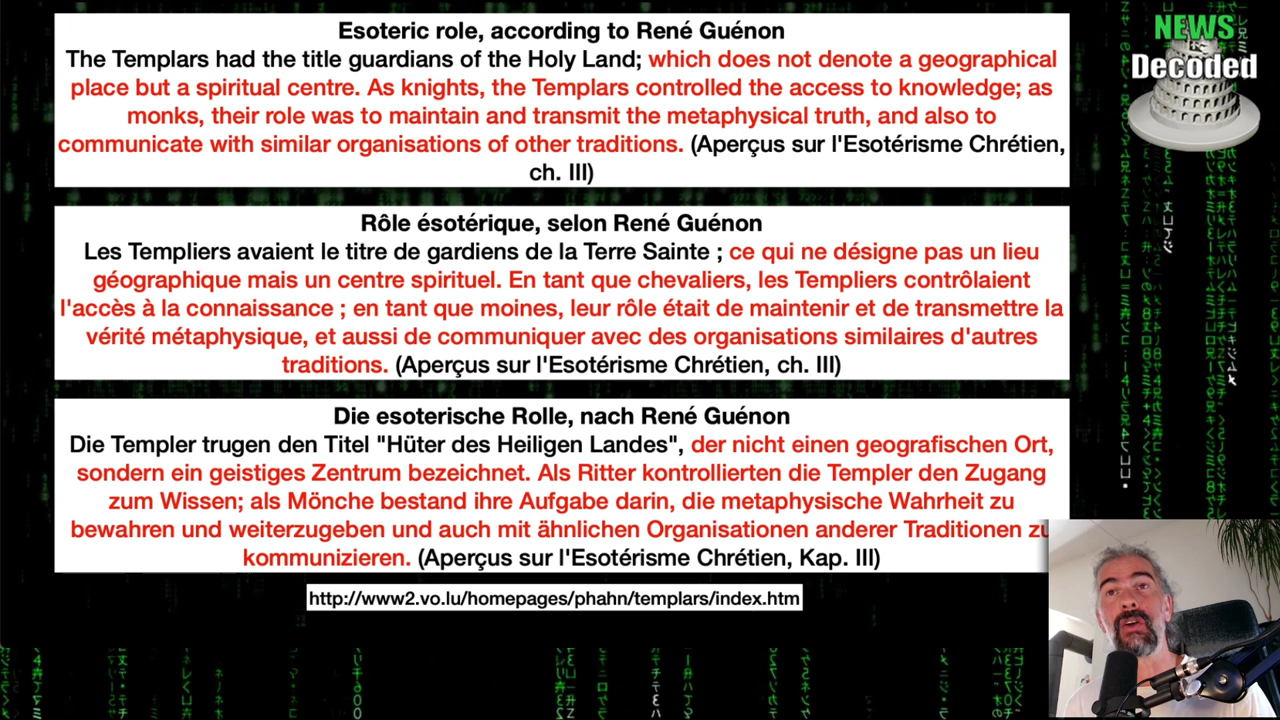 NEWS
Decoded
Esoteric role, according to René Guénon
The Templars had the title guardians of the Holy Land; which does not denote a geographical
place but a spiritual centre. As knights, the Templars controlled the access to knowledge; as
monks, their role was to maintain and transmit the metaphysical truth, and also to
communicate with similar organisations of other traditions. (Aperçus sur l'Esotérisme Chrétien,
ch. III)
Rôle ésotérique, selon René Guénon
Les Templiers avaient le titre de gardiens de la Terre Sainte ; ce qui ne désigne pas un lieu
géographique mais un centre spirituel. En tant que chevaliers, les Templiers contrôlaient
l'accès à la connaissance ; en tant que moines, leur rôle était de maintenir et de transmettre la
vérité métaphysique, et aussi de communiquer avec des organisations similaires d'autres
traditions. (Aperçus sur l'Esotérisme Chrétien, ch. III)
Die esoterische Rolle, nach René Guénon
Die Templer trugen den Titel "Hüter des Heiligen Landes", der nicht einen geografischen Ort,
sondern ein geistiges Zentrum bezeichnet. Als Ritter kontrollierten die Templer den Zugang
zum Wissen; als Mönche bestand ihre Aufgabe darin, die metaphysische Wahrheit zu
bewahren und weiterzugeben und auch mit ähnlichen Organisationen anderer Traditionen zu
kommunizieren. (Aperçus sur l'Esotérisme Chrétien, Kap. III)
http://www2.vo.lu/homepages/phahn/templars/index.htm